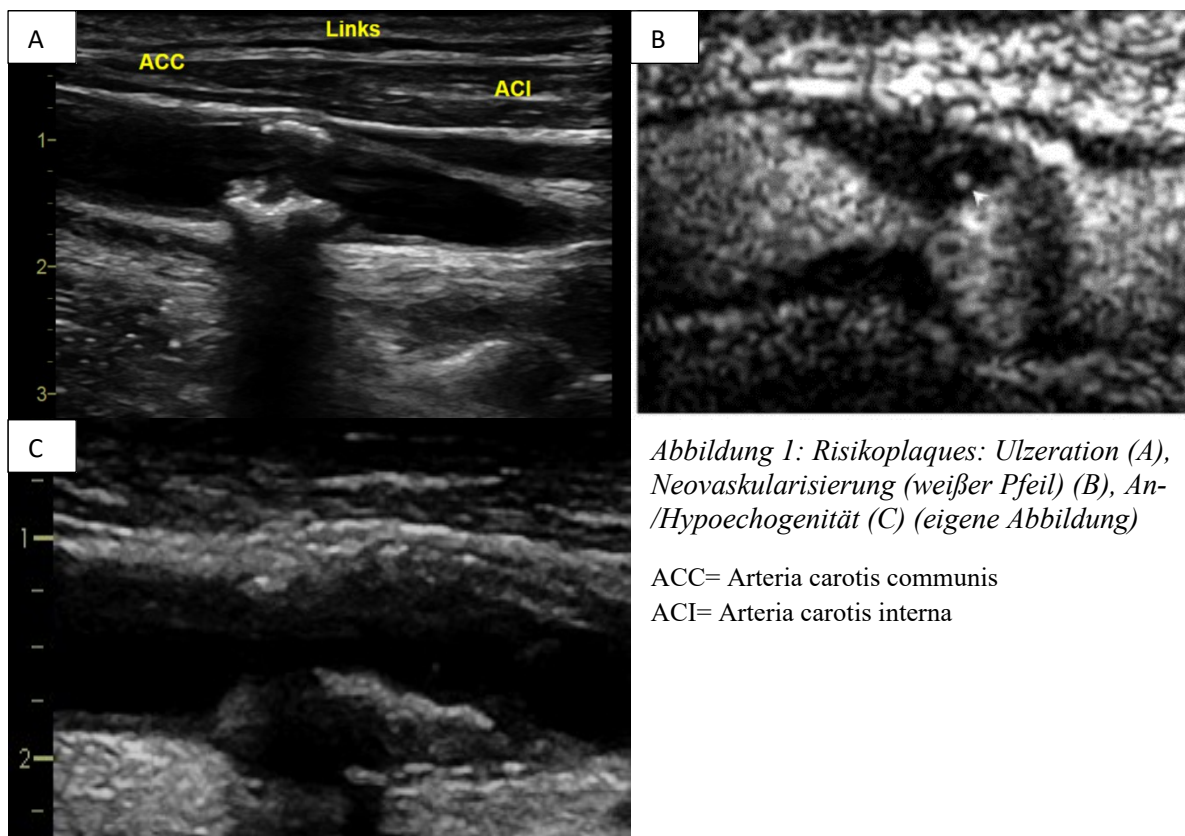 A
Links
ACC
ACI
1
2
3
B
C
1
2
Abbildung 1: Risikoplaques: Ulzeration (A),
Neovaskularisierung (weißer Pfeil) (B), An-
/Hypoechogenität (C) (eigene Abbildung)
ACC= Arteria carotis communis
ACI= Arteria carotis interna